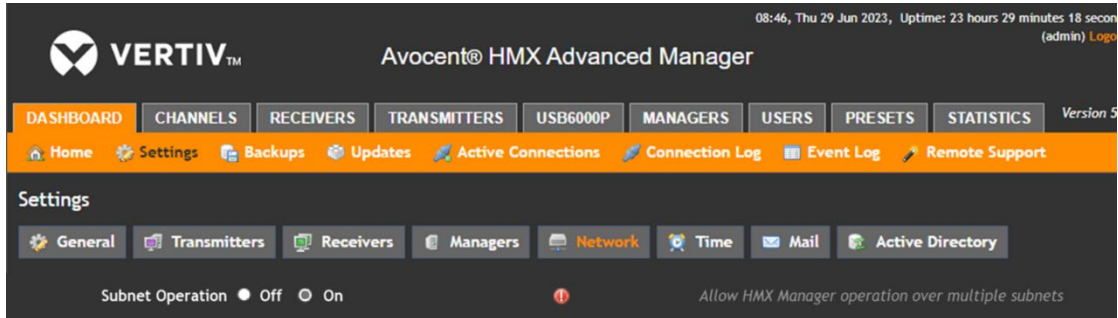 08:46, Thu 29 Jun 2023, Uptime: 23 hours 29 minutes 18 secon
(admin) Logo
VERTIV™
Avocent® HMX Advanced Manager
DASHBOARD CHANNELS RECEIVERS TRANSMITTERS USB6000P MANAGERS USERS PRESETS STATISTICS Version 5
Home Settings Backups Updates Active Connections Connection Log Event Log Remote Support
Settings
General Transmitters Receivers Managers Network Time Mail Active Directory
Subnet Operation Off On Allow HMX Manager operation over multiple subnets